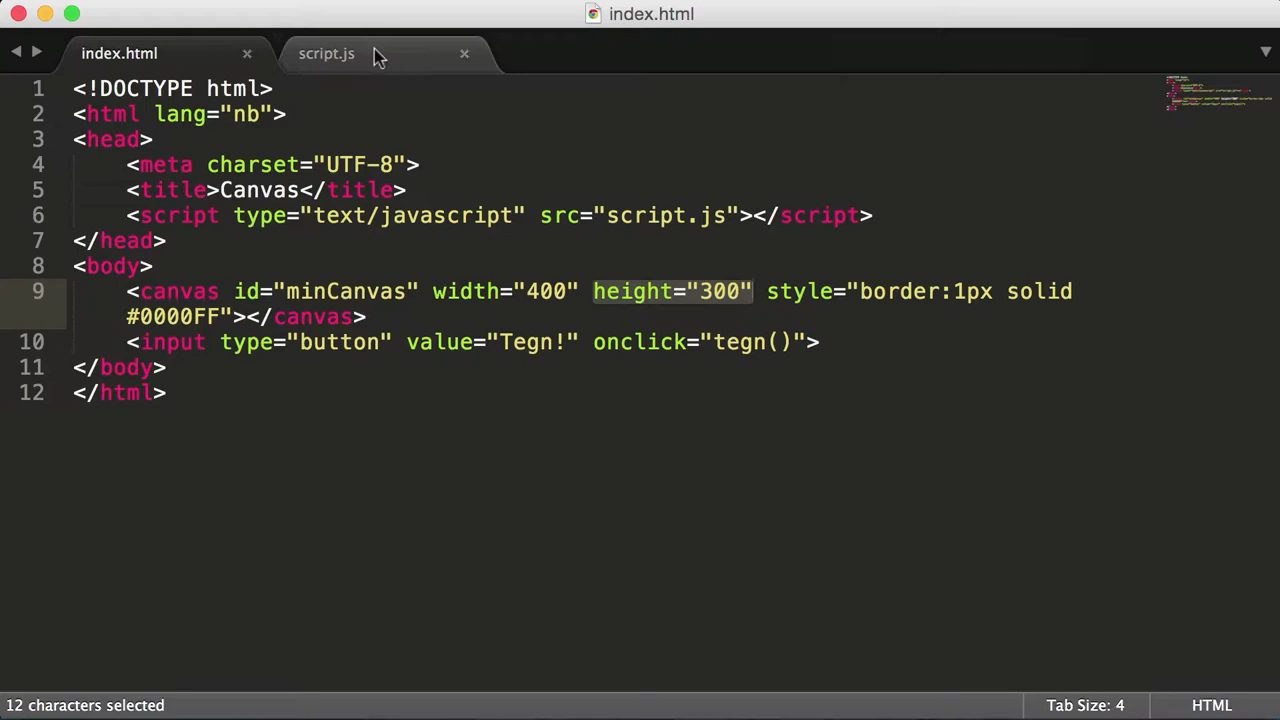 index.html
index.html
script.js
1 <!DOCTYPE html>
2 <html lang="nb">
3 <head>
4 <meta charset="UTF-8">
5 <title>Canvas</title>
6 <script type="text/javascript" src="script.js"></script>
7 </head>
8 <body>
9 <canvas id="minCanvas" width="400" height="300" style="border:1px solid
#0000FF"></canvas>
10 <input type="button" value="Tegn!" onclick="tegn()">
11 </body>
12 </html>
12 characters selected
Tab Size: 4
HTML